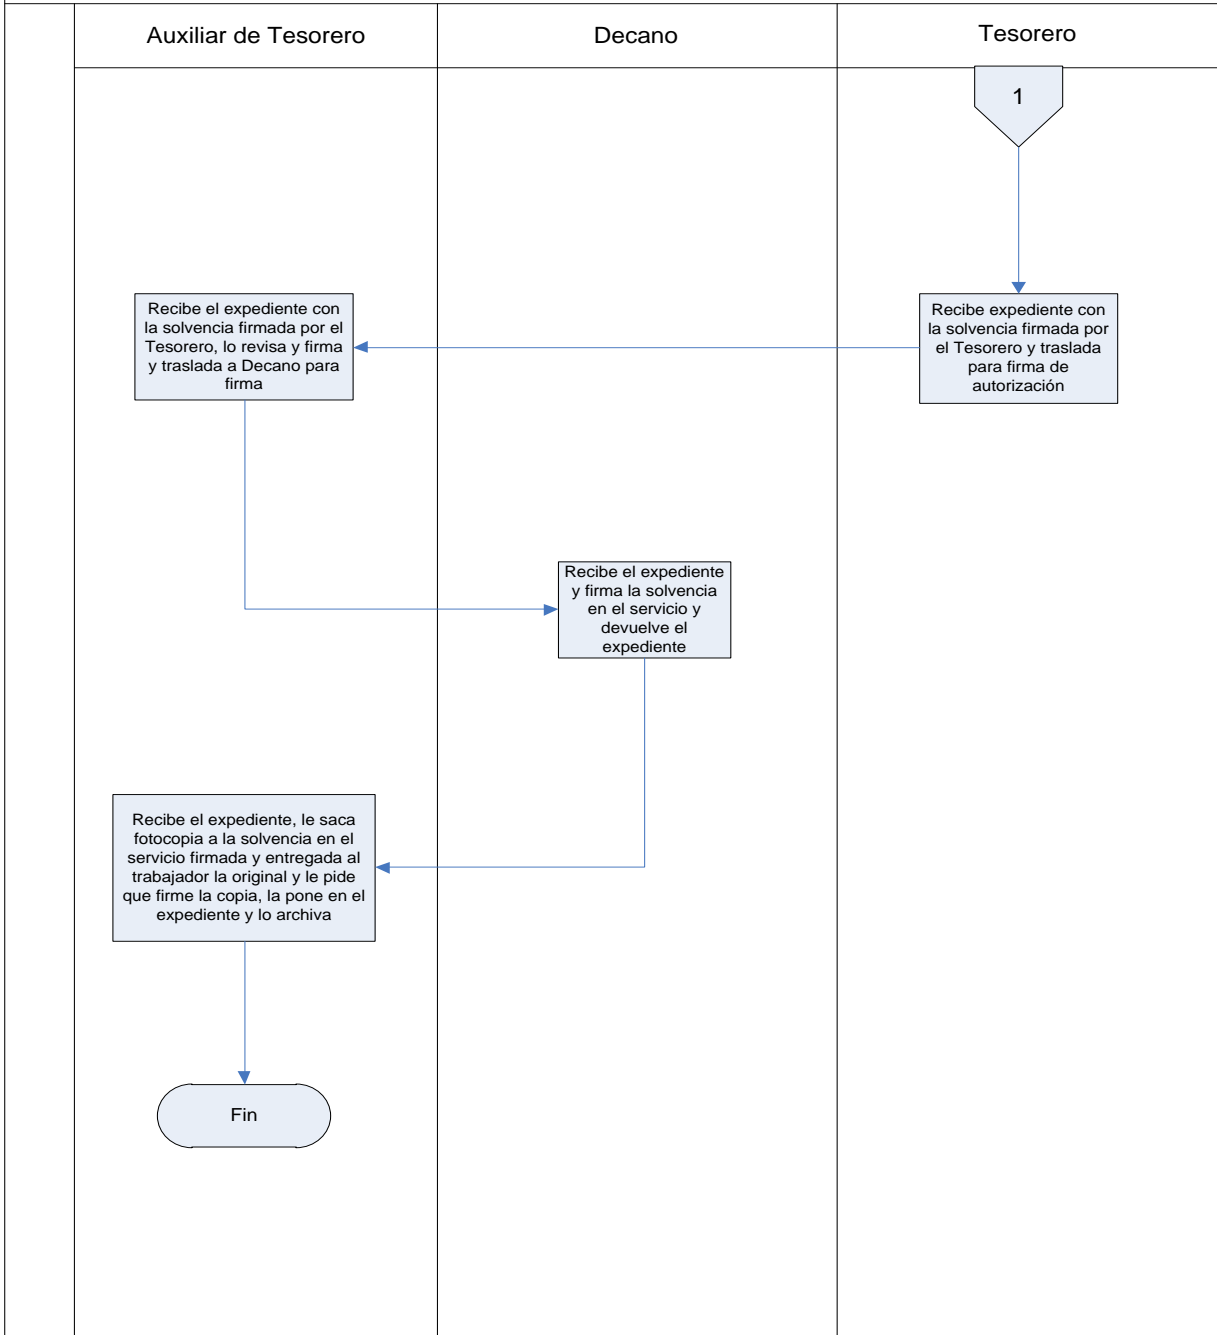 Auxiliar de Tesorero
Decano
Tesorero
1
Recibe expediente con
la solvencia firmada por
el Tesorero y traslada
para firma de
autorización
Recibe el expediente con
la solvencia firmada por el
Tesorero, lo revisa y firma
y traslada a Decano para
firma
Recibe el expediente
y firma la solvencia
en el servicio y
devuelve el
expediente
Recibe el expediente, le saca
fotocopia a la solvencia en el
servicio firmada y entregada al
trabajador la original y le pide
que firme la copia, la pone en el
expediente y lo archiva
Fin